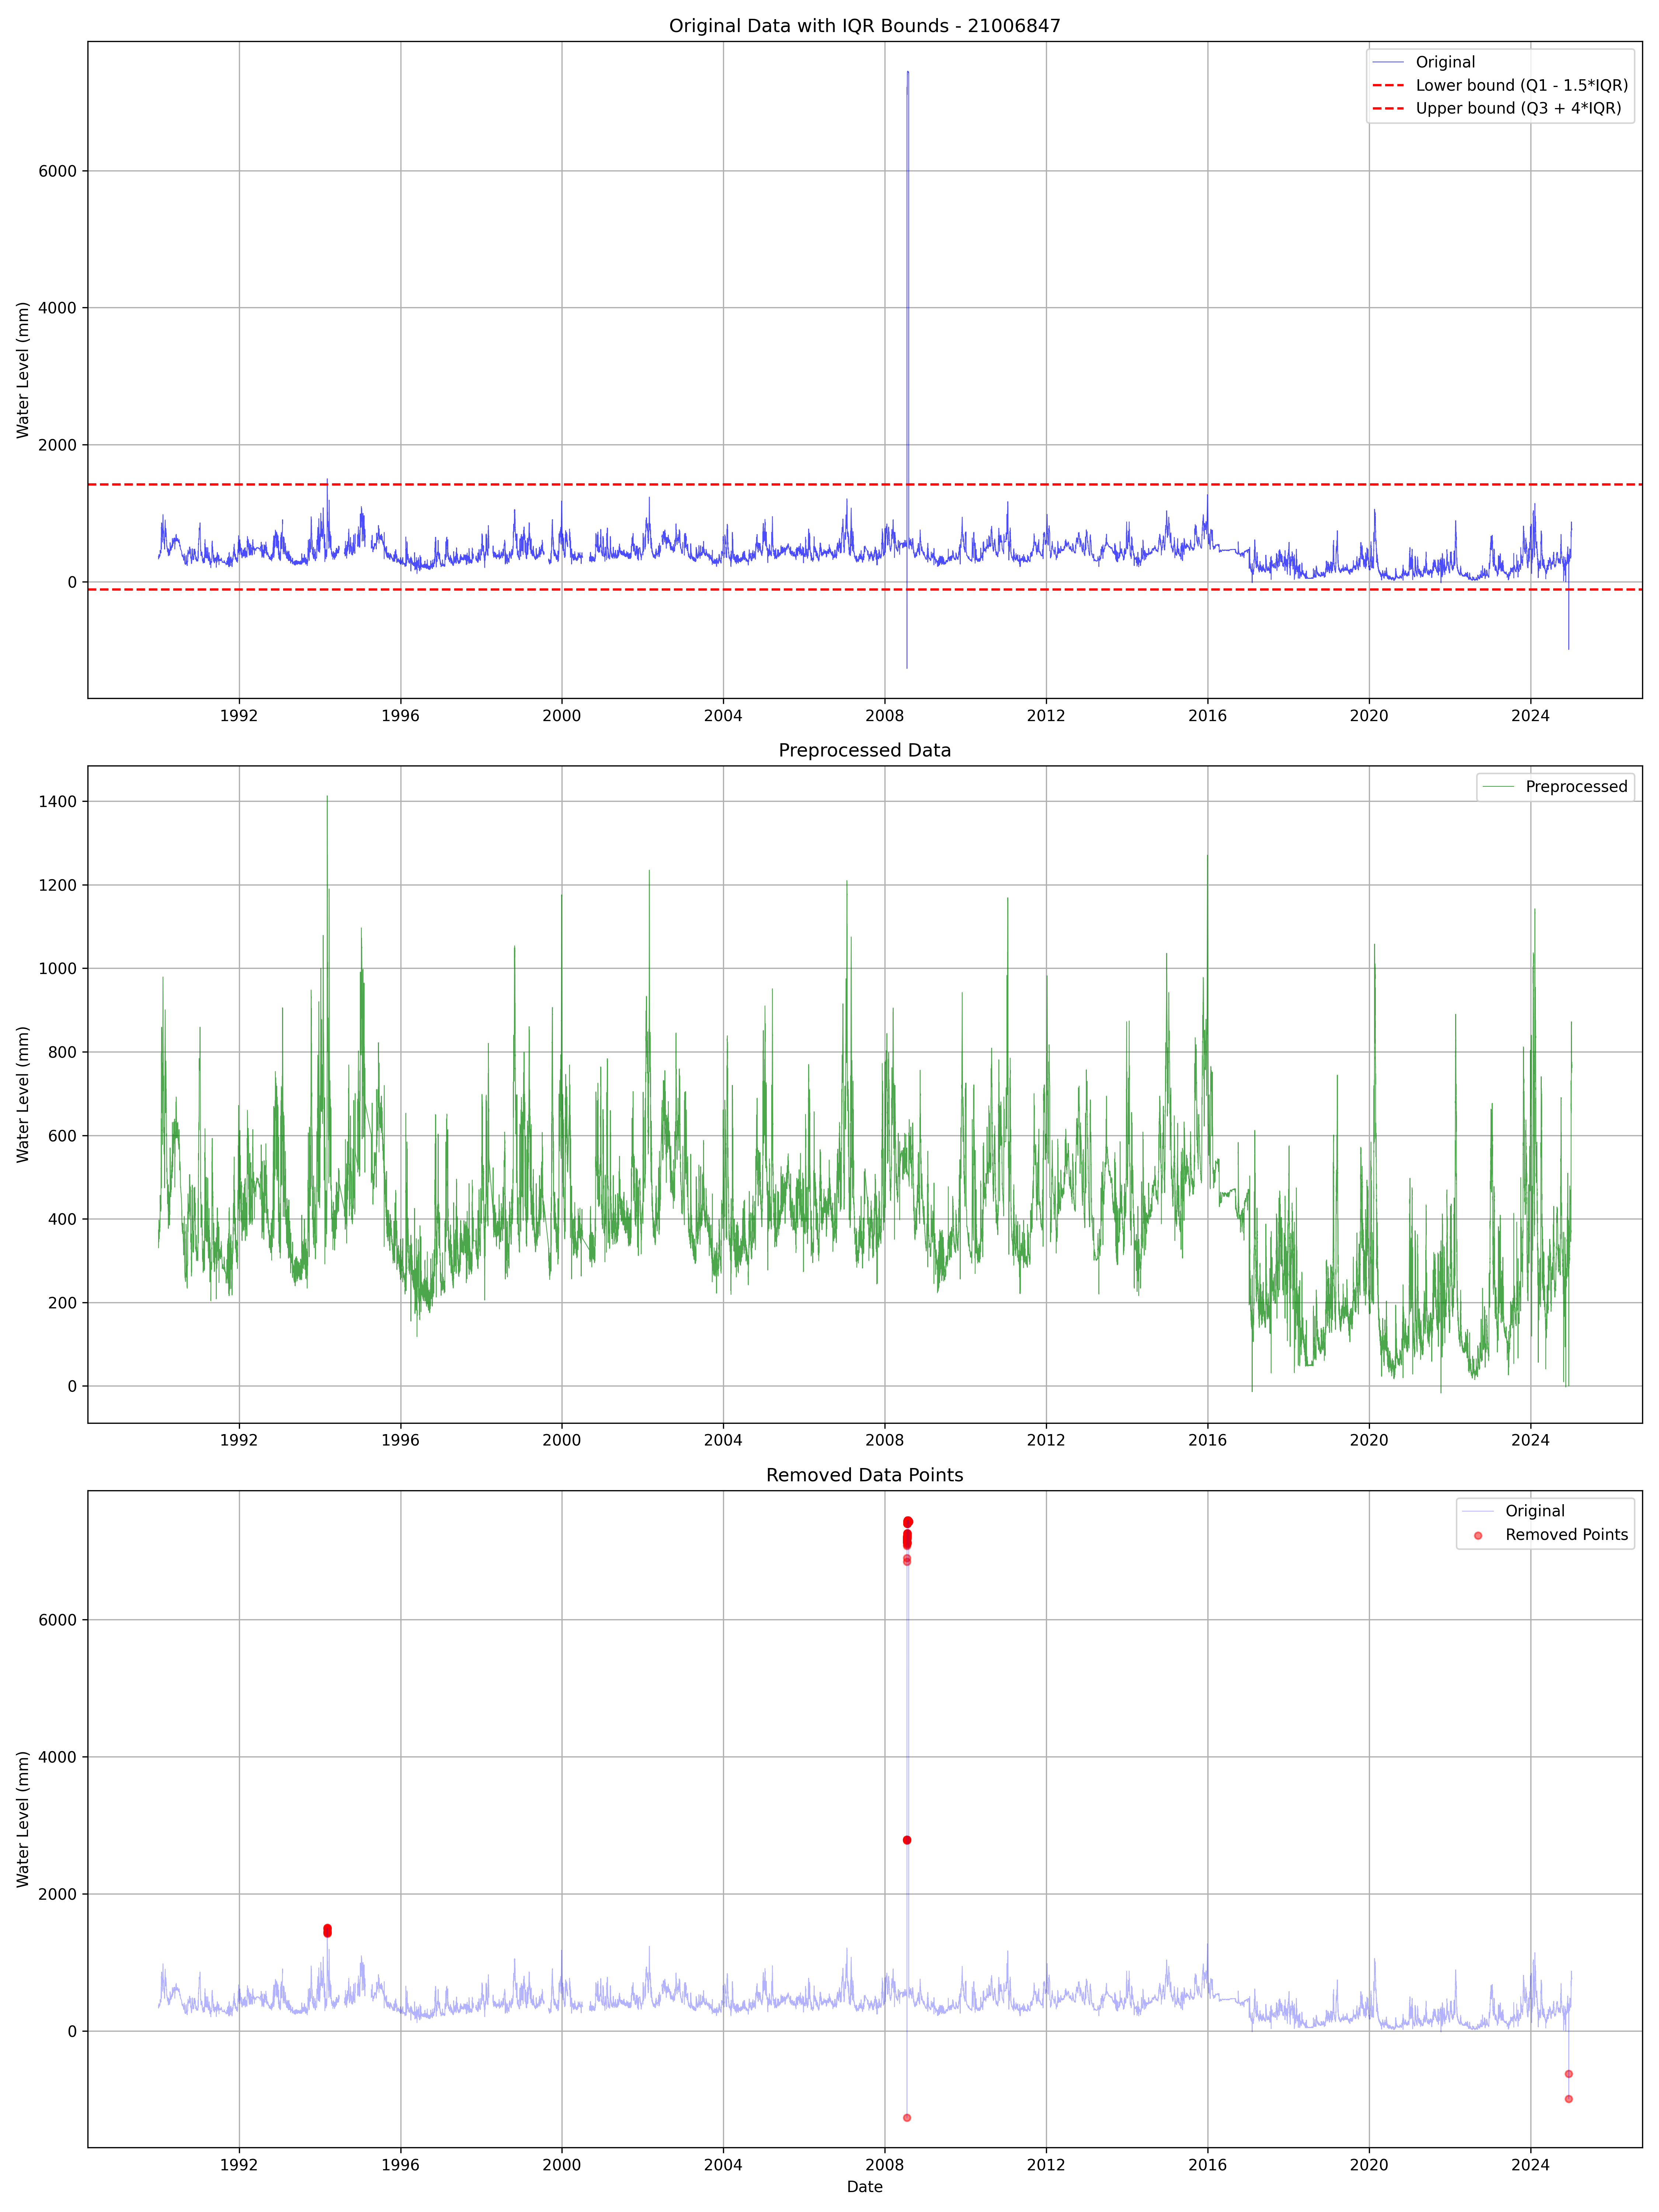 Original Data with IQR Bounds - 21006847
Original
Lower bound (Q1 - 1.5*IQR)
Upper bound (Q3 + 4*IQR)
Water Level (mm)
6000
4000
2000
0
1992 1996 2000 2004 2008 2012 2016 2020 2024
Preprocessed Data
Preprocessed
Water Level (mm)
1400
1200
1000
800
600
400
200
0
1992 1996 2000 2004 2008 2012 2016 2020 2024
Removed Data Points
Original
Removed Points
Water Level (mm)
6000
4000
2000
0
1992 1996 2000 2004 2008 2012 2016 2020 2024
Date